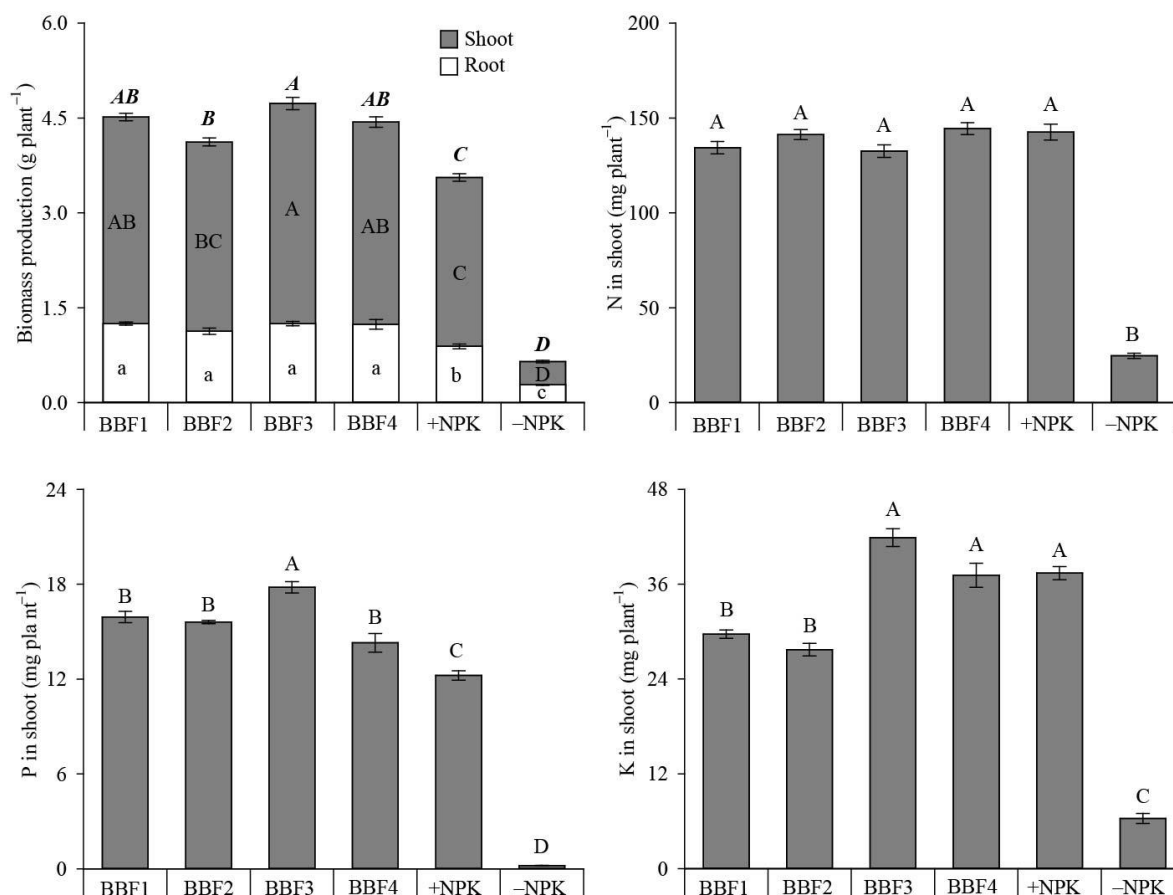 Biomass production (g plant⁻¹)
6.0
4.5
3.0
1.5
0.0
Shoot
Root
AB
B
A
AB
C
D
AB
BC
A
AB
C
D
a
a
a
a
b
c
BBF1
BBF2
BBF3
BBF4
+NPK
−NPK
N in shoot (mg plant⁻¹)
200
150
100
50
0
A
A
A
A
A
B
BBF1
BBF2
BBF3
BBF4
+NPK
−NPK
P in shoot (mg pla nt⁻¹)
24
18
12
6
0
B
B
A
B
C
D
BBF1
BBF2
BBF3
BBF4
+NPK
−NPK
K in shoot (mg plant⁻¹)
48
36
24
12
0
B
B
A
A
A
C
BBF1
BBF2
BBF3
BBF4
+NPK
−NPK